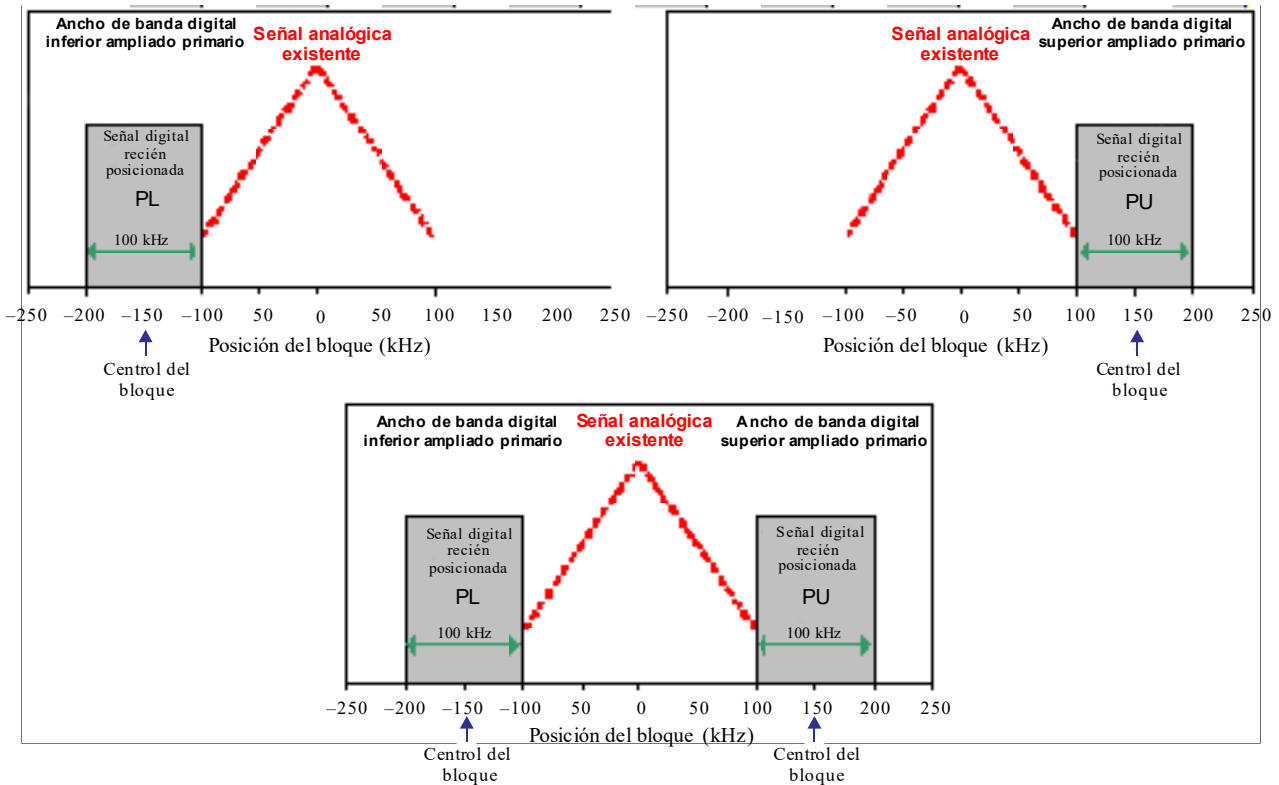 Ancho de banda digital
inferior ampliado primario
Señal analógica
existente
Señal digital
recién
posicionada
PL
100 kHz
–250 –200 –150 –100 50 0 50 100 150 200 250
Posición del bloque (kHz)
Centrol del
bloque
Señal analógica
existente
Ancho de banda digital
superior ampliado primario
Señal digital
recién
posicionada
PU
100 kHz
–250 –200 –150 –100 50 0 50 100 150 200 250
Posición del bloque (kHz)
Centrol del
bloque
Ancho de banda digital
inferior ampliado primario
Señal analógica
existente
Ancho de banda digital
superior ampliado primario
Señal digital
recién
posicionada
PL
100 kHz
Señal digital
recién
posicionada
PU
100 kHz
–250 –200 –150 –100 50 0 50 100 150 200 250
Posición del bloque (kHz)
Centrol del
bloque
Centrol del
bloque